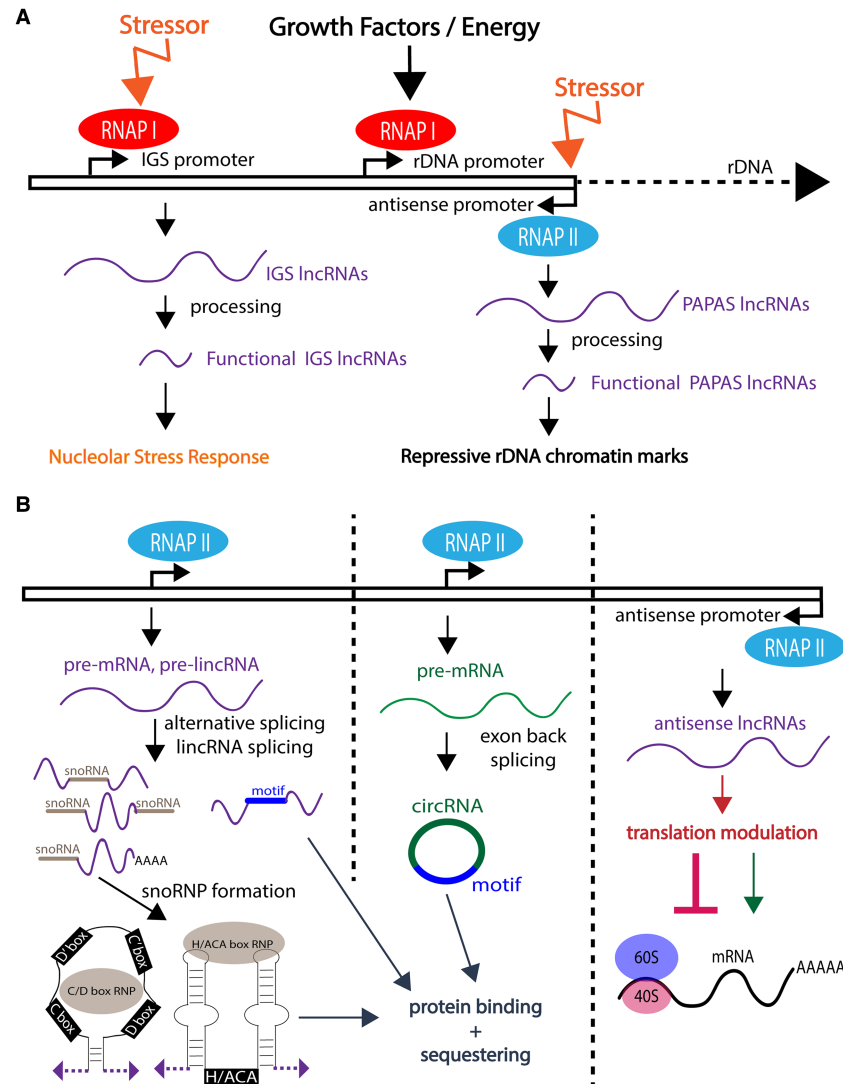 A
Stressor
Growth Factors / Energy
Stressor
RNAP I
RNAP I
IGS promoter
rDNA promoter
rDNA
antisense promoter
RNAP II
IGS lncRNAs
PAPAS lncRNAs
processing
processing
Functional IGS lncRNAs
Functional PAPAS lncRNAs
Nucleolar Stress Response
Repressive rDNA chromatin marks
B
RNAP II
RNAP II
antisense promoter
RNAP II
pre-mRNA, pre-lincRNA
pre-mRNA
antisense lncRNAs
alternative splicing
lincRNA splicing
exon back
splicing
snoRNA
motif
snoRNA
snoRNA
circRNA
translation modulation
snoRNA
AAAA
motif
snoRNP formation
D' box
C' box
H/ACA box RNP
C/D box RNP
C box
D box
60S
mRNA
AAAAA
40S
protein binding
+
sequestering
H/ACA